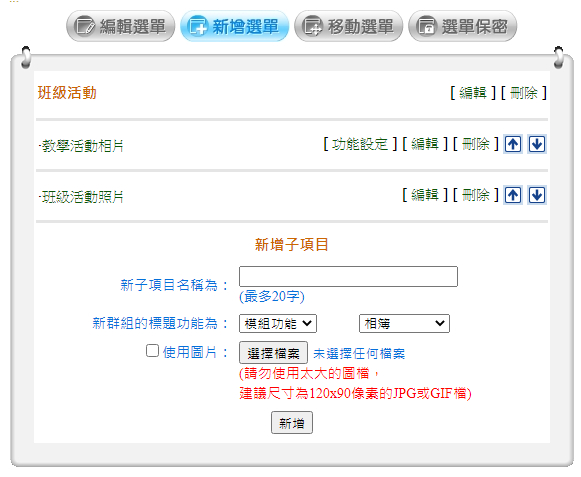 編輯選單 新增選單 移動選單 選單保密
班級活動 [ 編輯 ] [ 刪除 ]
·教學活動相片 [ 功能設定 ] [ 編輯 ] [ 刪除 ]
·班級活動照片 [ 編輯 ] [ 刪除 ]
新增子項目
新子項目名稱為：
(最多20字)
新群組的標題功能為： 模組功能 相簿
使用圖片： 選擇檔案 未選擇任何檔案
(請勿使用太大的圖檔，
建議尺寸為120x90像素的JPG或GIF檔)
新增